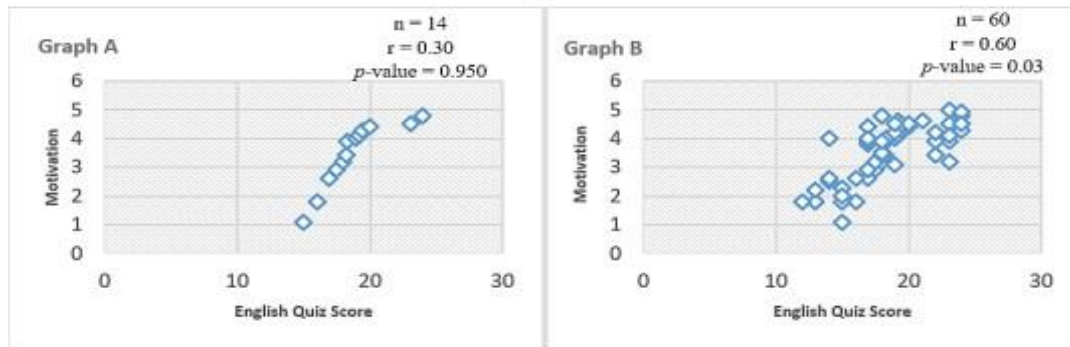 n = 14
r = 0.30
p-value = 0.950
Graph A
6
5
4
3
2
1
0
Motivation
0 10 20 30
English Quiz Score
n = 60
r = 0.60
p-value = 0.03
Graph B
6
5
4
3
2
1
0
Motivation
0 10 20 30
English Quiz Score